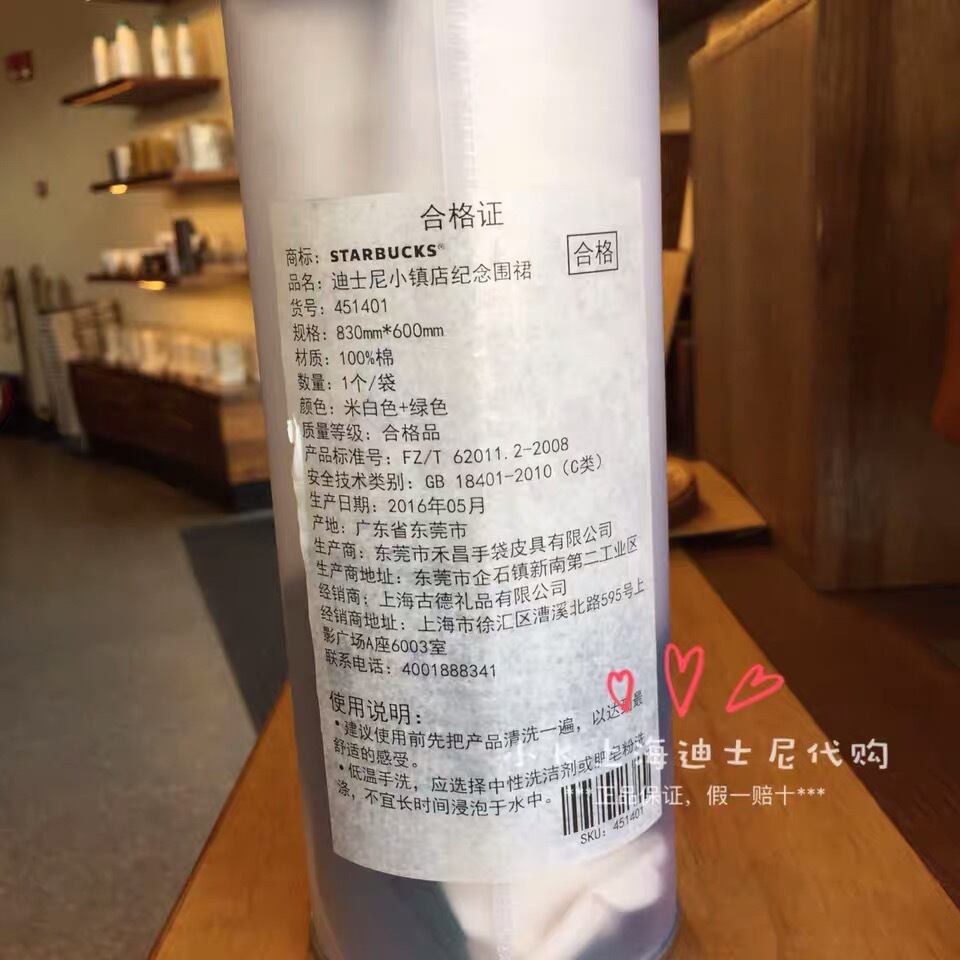 合格证
商标：STARBUCKS®
合格
品名：迪士尼小镇店纪念围裙
货号：451401
规格：830mm*600mm
材质：100%棉
数量：1个/袋
颜色：米白色+绿色
质量等级：合格品
产品标准号：FZ/T 62011.2-2008
安全技术类别：GB 18401-2010（C类）
生产日期：2016年05月
产地：广东省东莞市
生产商：东莞市禾昌手袋皮具有限公司
生产商地址：东莞市企石镇新南第二工业区
经销商：上海古德礼品有限公司
经销商地址：上海市徐汇区漕溪北路595号上
影广场A座6003室
联系电话：4001888341
使用说明：
•建议使用前先把产品清洗一遍，以达到最
舒适的感受。
•低温手洗，应选择中性洗洁剂或肥皂粉洗
涤，不宜长时间浸泡于水中。
SKU：451401
上海迪士尼代购
***正品保证，假一赔十***